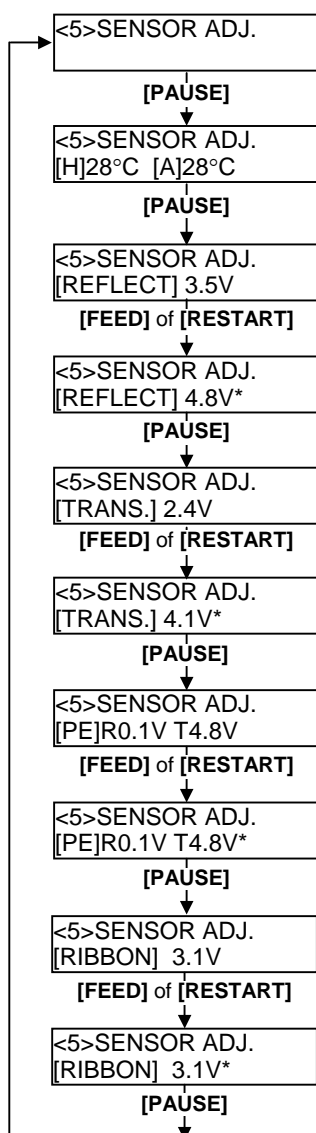 <5>SENSOR ADJ.
[PAUSE]
<5>SENSOR ADJ.
[H]28°C [A]28°C
[PAUSE]
<5>SENSOR ADJ.
[REFLECT] 3.5V
[FEED] of [RESTART]
<5>SENSOR ADJ.
[REFLECT] 4.8V*
[PAUSE]
<5>SENSOR ADJ.
[TRANS.] 2.4V
[FEED] of [RESTART]
<5>SENSOR ADJ.
[TRANS.] 4.1V*
[PAUSE]
<5>SENSOR ADJ.
[PE]R0.1V T4.8V
[FEED] of [RESTART]
<5>SENSOR ADJ.
[PE]R0.1V T4.8V*
[PAUSE]
<5>SENSOR ADJ.
[RIBBON] 3.1V
[FEED] of [RESTART]
<5>SENSOR ADJ.
[RIBBON] 3.1V*
[PAUSE]